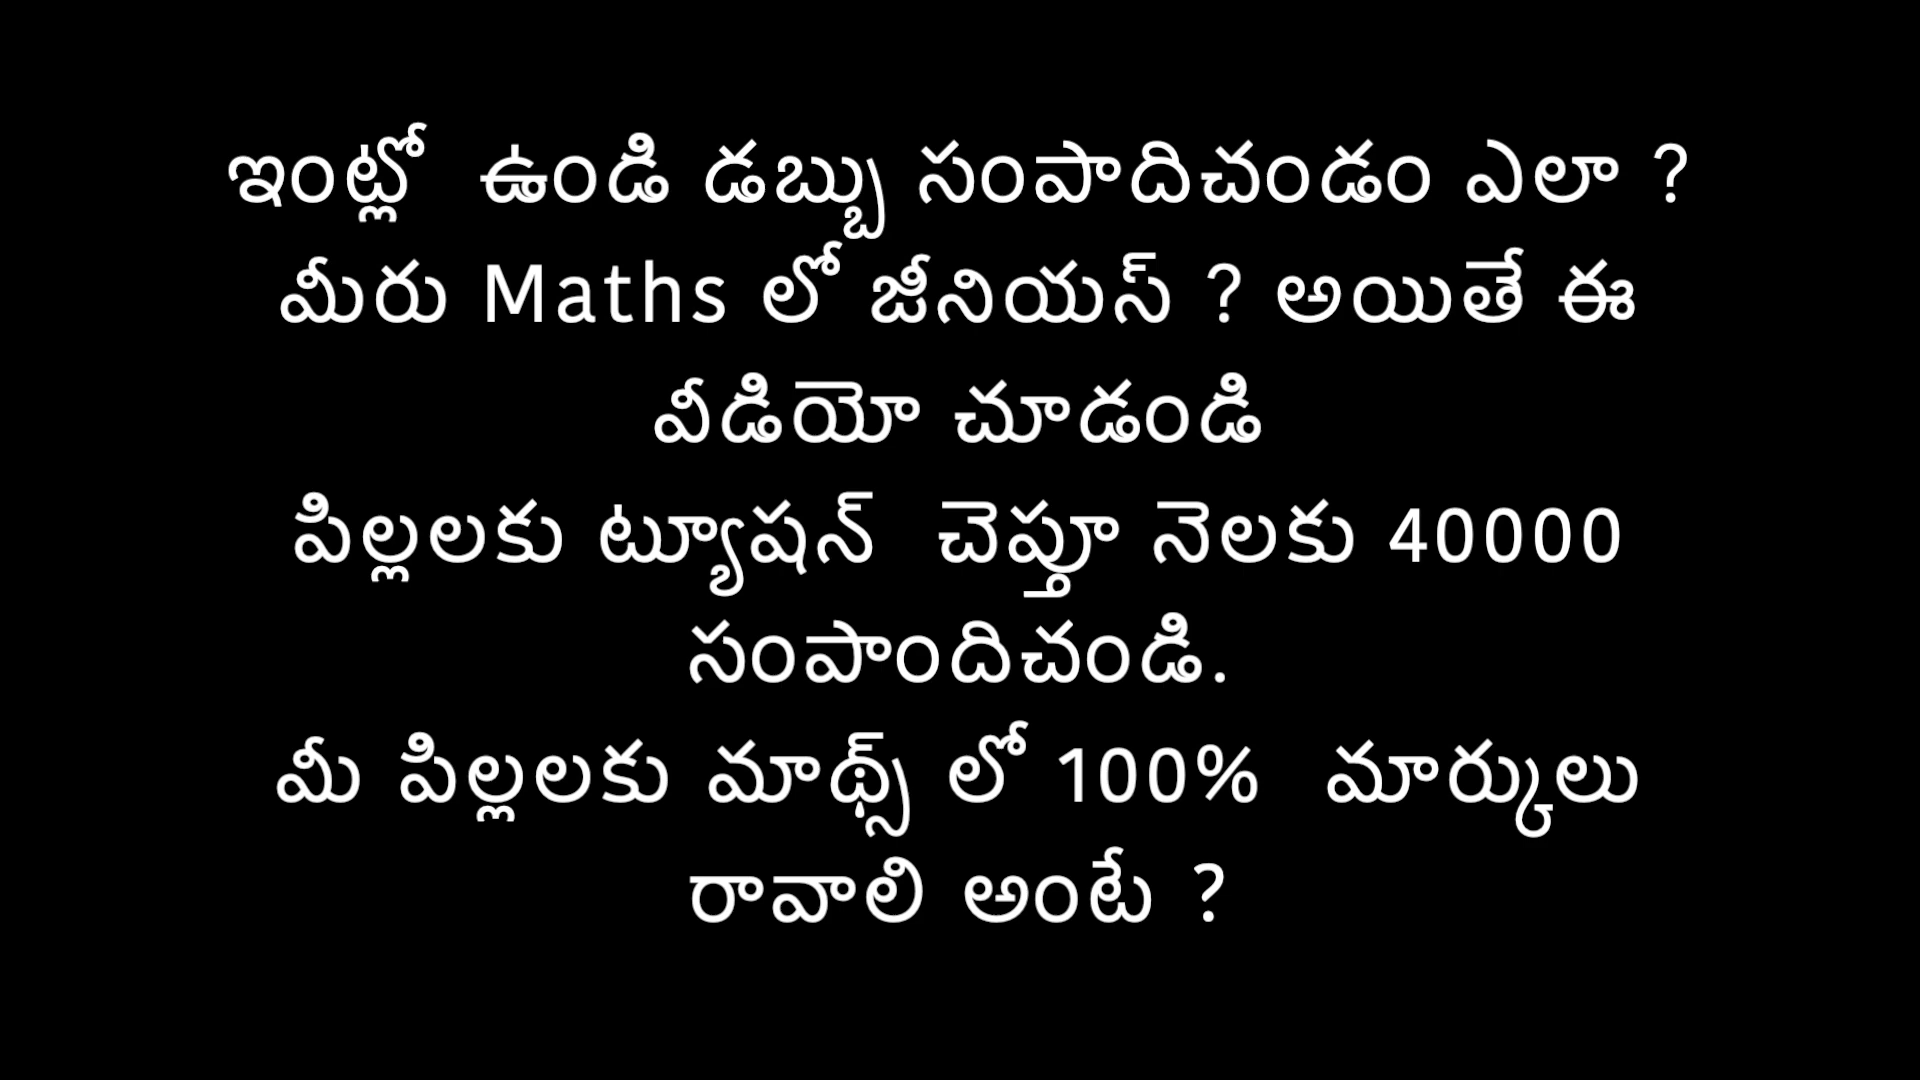 ఇంట్లో ఉండి డబ్బు సంపాదిచండం ఎలా ?
మీరు Maths లో జీనియస్ ? అయితే ఈ
వీడియో చూడండి
పిల్లలకు ట్యూషన్ చెప్తూ నెలకు 40000
సంపాందిచండి.
మీ పిల్లలకు మాథ్స్ లో 100% మార్కులు
రావాలి అంటే ?